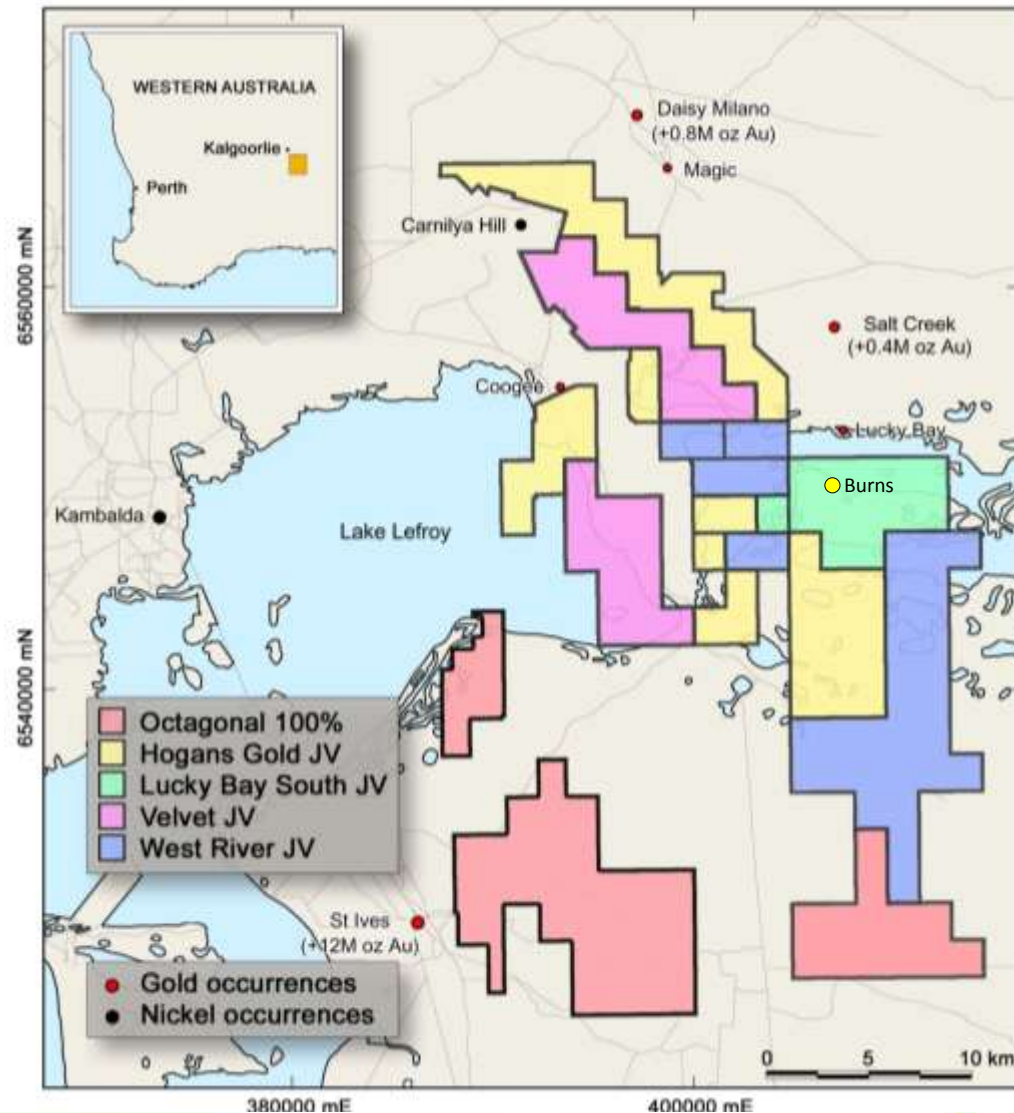 WESTERN AUSTRALIA
Kalgoorlie
Perth
Daisy Milano
(+0.8M oz Au)
Magic
Carnilya Hill
6560000 mN
Salt Creek
(+0.4M oz Au)
Coogee
Lucky Bay
Burns
Kambalda
Lake Lefroy
6540000 mN
Octagonal 100%
Hogans Gold JV
Lucky Bay South JV
Velvet JV
West River JV
St Ives
(+12M oz Au)
Gold occurrences
Nickel occurrences
0 5 10 km
380000 mE 400000 mE